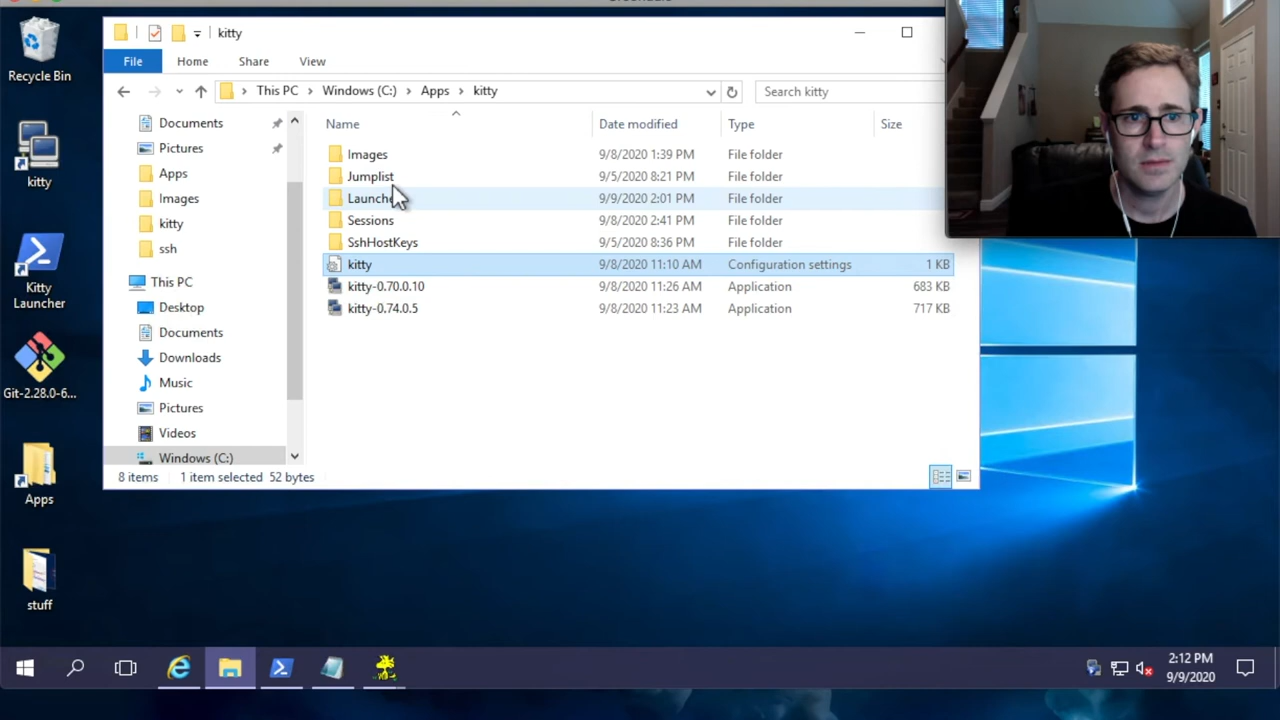 kitty
File Home Share View
This PC Windows (C:) Apps kitty Search kitty
Name Date modified Type Size
Images 9/8/2020 1:39 PM File folder
Jumplist 9/5/2020 8:21 PM File folder
Launche 9/9/2020 2:01 PM File folder
Sessions 9/8/2020 2:41 PM File folder
SshHostKeys 9/5/2020 8:36 PM File folder
kitty 9/8/2020 11:10 AM Configuration settings 1 KB
kitty-0.70.0.10 9/8/2020 11:26 AM Application 683 KB
kitty-0.74.0.5 9/8/2020 11:23 AM Application 717 KB
Documents
Pictures
Apps
Images
kitty
ssh
This PC
Desktop
Documents
Downloads
Music
Pictures
Videos
Windows (C:)
8 items 1 item selected 52 bytes
Recycle Bin
kitty
Kitty
Launcher
Git-2.28.0-6...
Apps
stuff
2:12 PM
9/9/2020